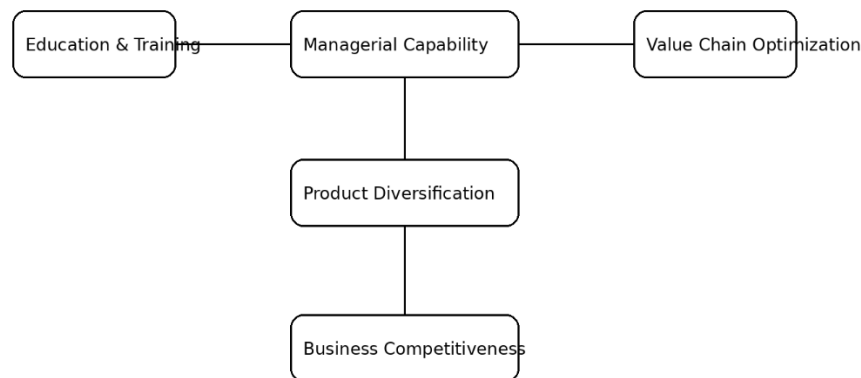 Education & Training
Managerial Capability
Value Chain Optimization
Product Diversification
Business Competitiveness